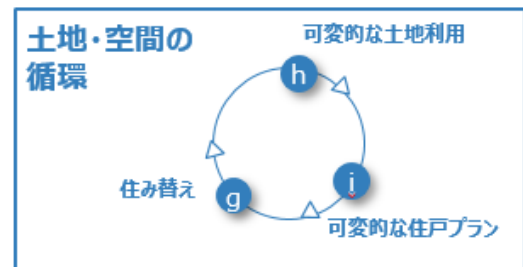 土地・空間の
循環
可変的な土地利用
h
i
可変的な住戸プラン
g
住み替え